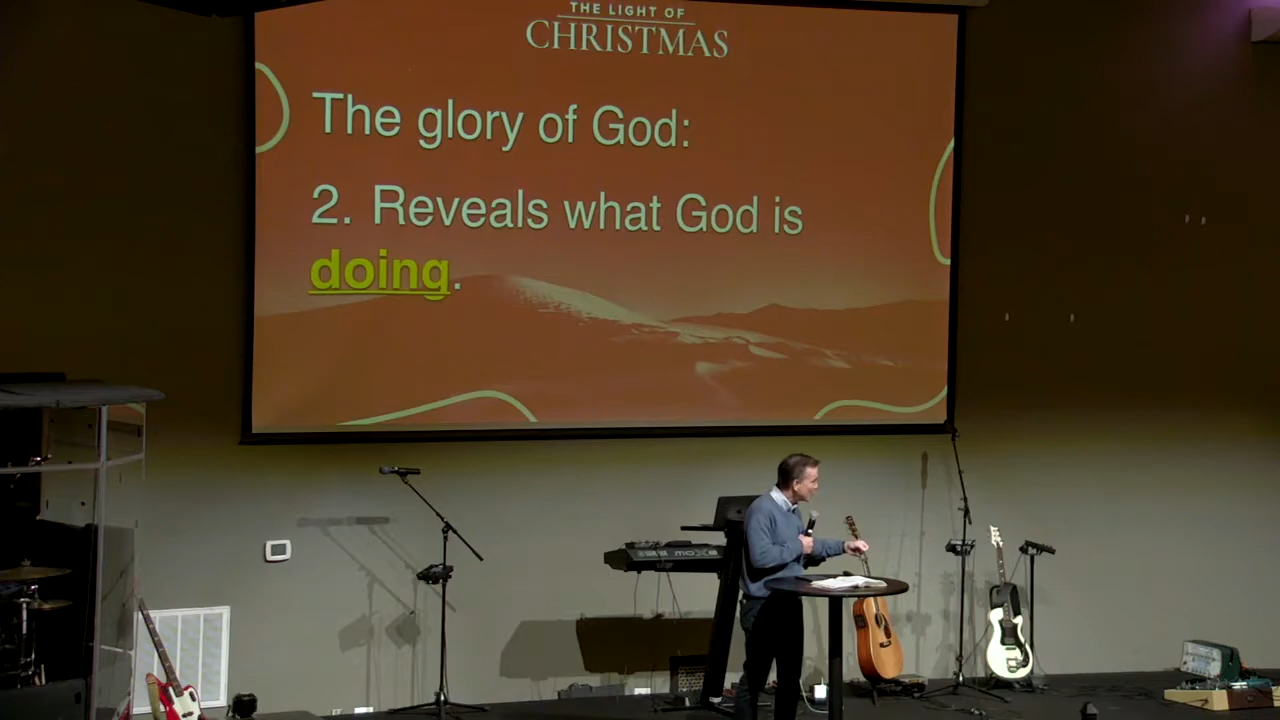 THE LIGHT OF
CHRISTMAS
The glory of God:
2. Reveals what God is
doing.